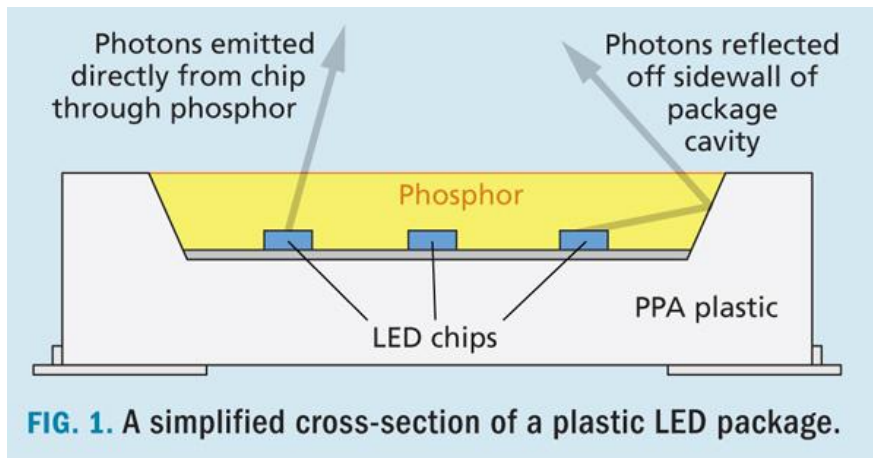 Photons emitted
directly from chip
through phosphor
Photons reflected
off sidewall of
package
cavity
Phosphor
PPA plastic
LED chips
FIG. 1. A simplified cross-section of a plastic LED package.